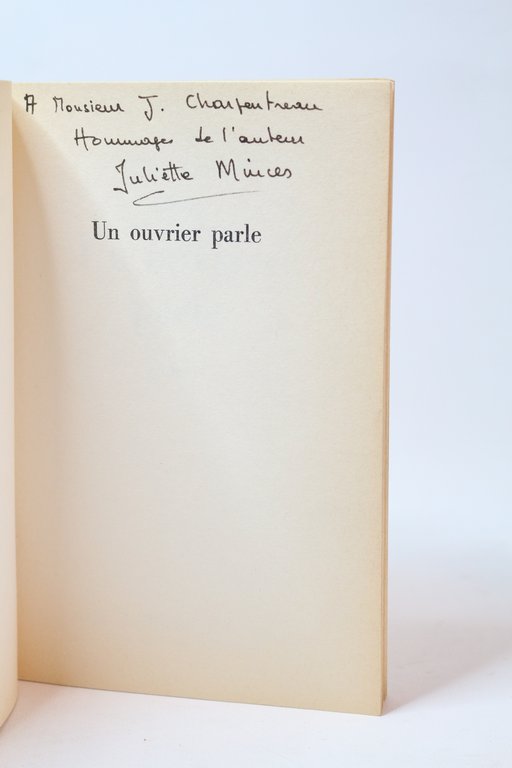 A Monsieur J. Charpentreau
Hommages de l'auteur
Juliette Minces
Un ouvrier parle